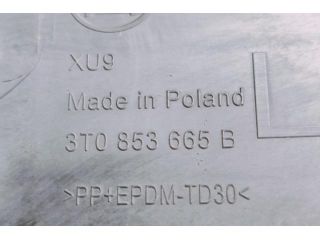 XU9
Made in Poland
3T0 853 665 B
L
>PP+EPDM-TD30<